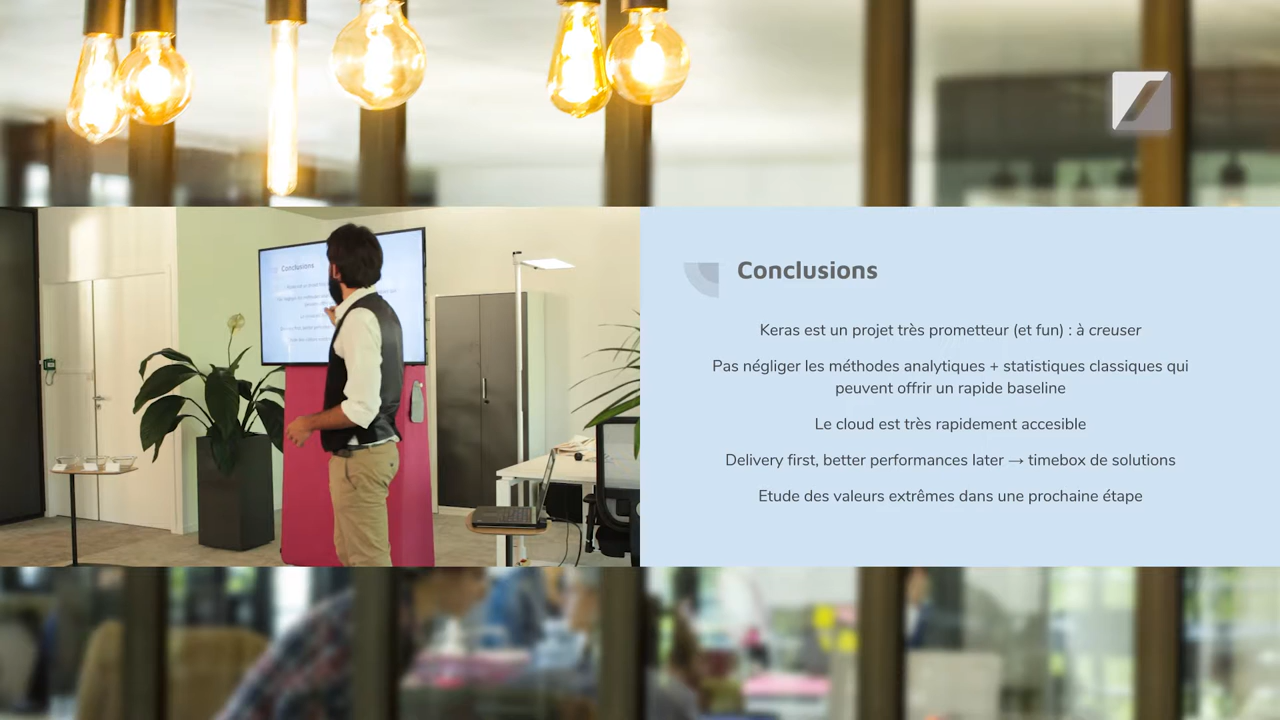 Conclusions
Keras est un projet très prometteur (et fun) : à creuser
Pas négliger les méthodes analytiques + statistiques classiques qui
peuvent offrir un rapide baseline
Le cloud est très rapidement accesible
Delivery first, better performances later → timebox de solutions
Etude des valeurs extrêmes dans une prochaine étape
Conclusions